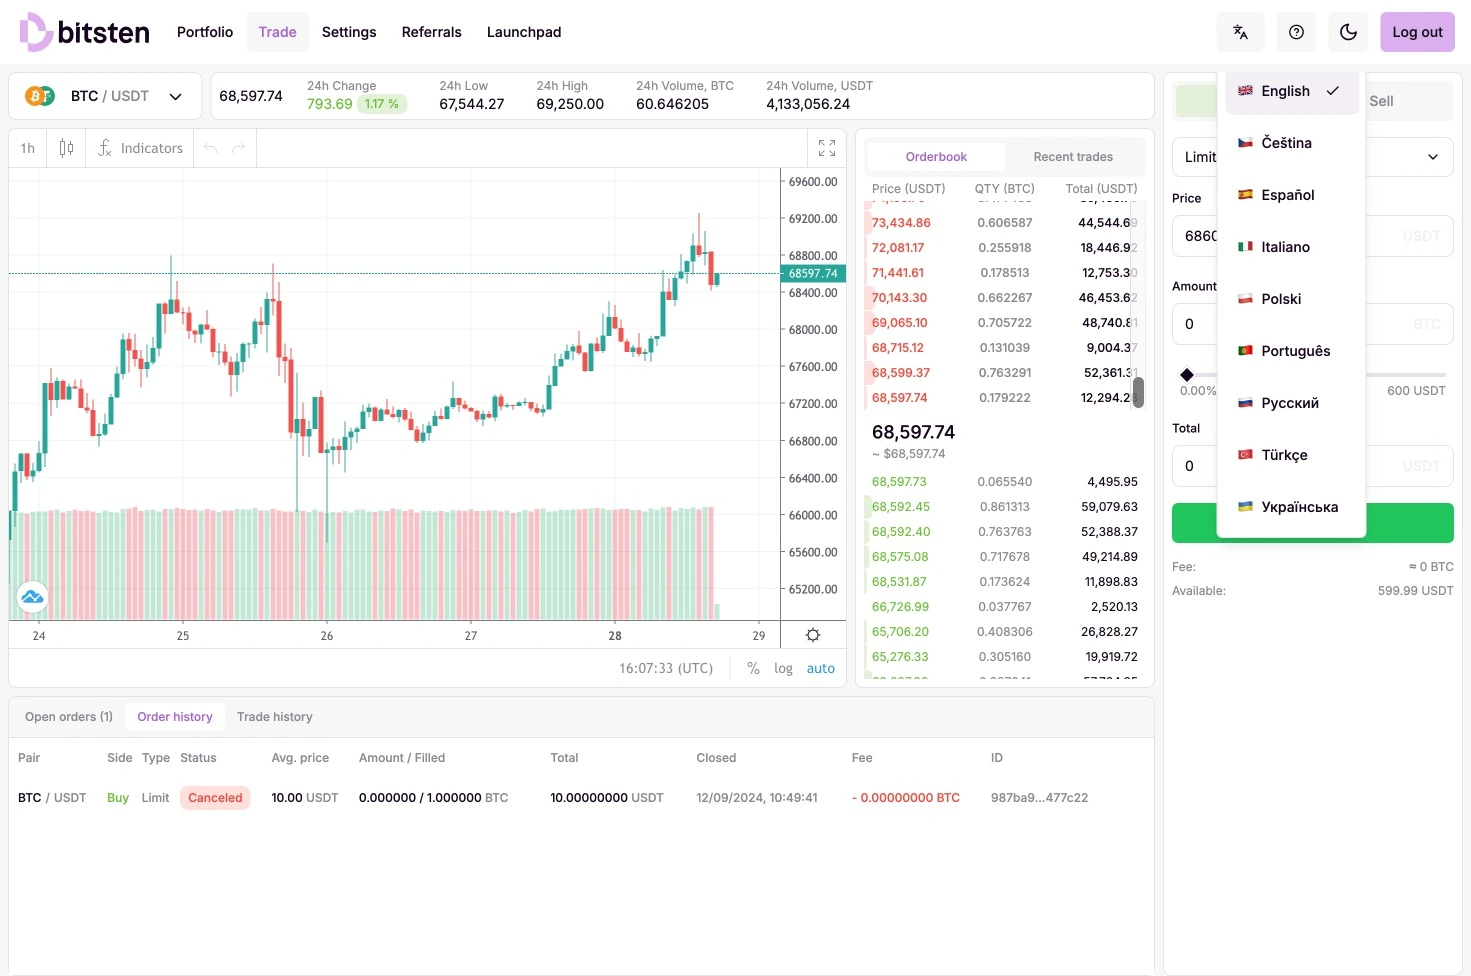 bitsten
Portfolio
Trade
Settings
Referrals
Launchpad
Log out
BTC / USDT
68,597.74
24h Change
793.69 1.17 %
24h Low
67,544.27
24h High
69,250.00
24h Volume, BTC
60.646205
24h Volume, USDT
4,133,056.24
1h
Indicators
69600.00
69200.00
68800.00
68597.74
68400.00
68000.00
67600.00
67200.00
66800.00
66400.00
66000.00
65600.00
65200.00
24 25 26 27 28 29
16:07:33 (UTC) % log auto
Orderbook Recent trades
Price (USDT) QTY (BTC) Total (USDT)
73,434.86 0.606587 44,544.69
72,081.17 0.255918 18,446.92
71,441.61 0.178513 12,753.30
70,143.30 0.662267 46,453.62
69,065.10 0.705722 48,740.81
68,715.12 0.131039 9,004.37
68,599.37 0.763291 52,361.31
68,597.74 0.179222 12,294.23
68,597.74
~ $68,597.74
68,597.73 0.065540 4,495.95
68,592.45 0.861313 59,079.63
68,592.40 0.763763 52,388.37
68,575.08 0.717678 49,214.89
68,531.87 0.173624 11,898.83
66,726.99 0.037767 2,520.13
65,706.20 0.408306 26,828.27
65,276.33 0.305160 19,919.72
Sell
Limit
Price
6860
USDT
Amount
0
BTC
0.00%
600 USDT
Total
0
USDT
Fee:
≈ 0 BTC
Available:
599.99 USDT
English
Čeština
Español
Italiano
Polski
Português
Русский
Türkçe
Українська
Open orders (1) Order history Trade history
Pair Side Type Status Avg. price Amount / Filled Total Closed Fee ID
BTC / USDT Buy Limit Canceled 10.00 USDT 0.000000 / 1.000000 BTC 10.00000000 USDT 12/09/2024, 10:49:41 - 0.00000000 BTC 987ba9...477c22